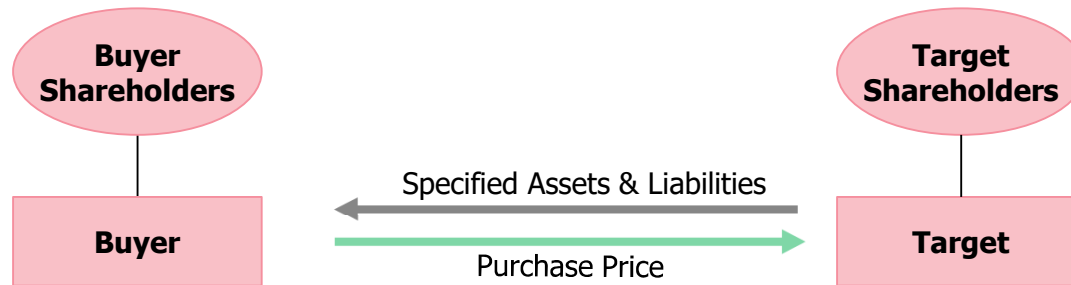 Buyer
Shareholders
Target
Shareholders
Specified Assets & Liabilities
Buyer
Target
Purchase Price